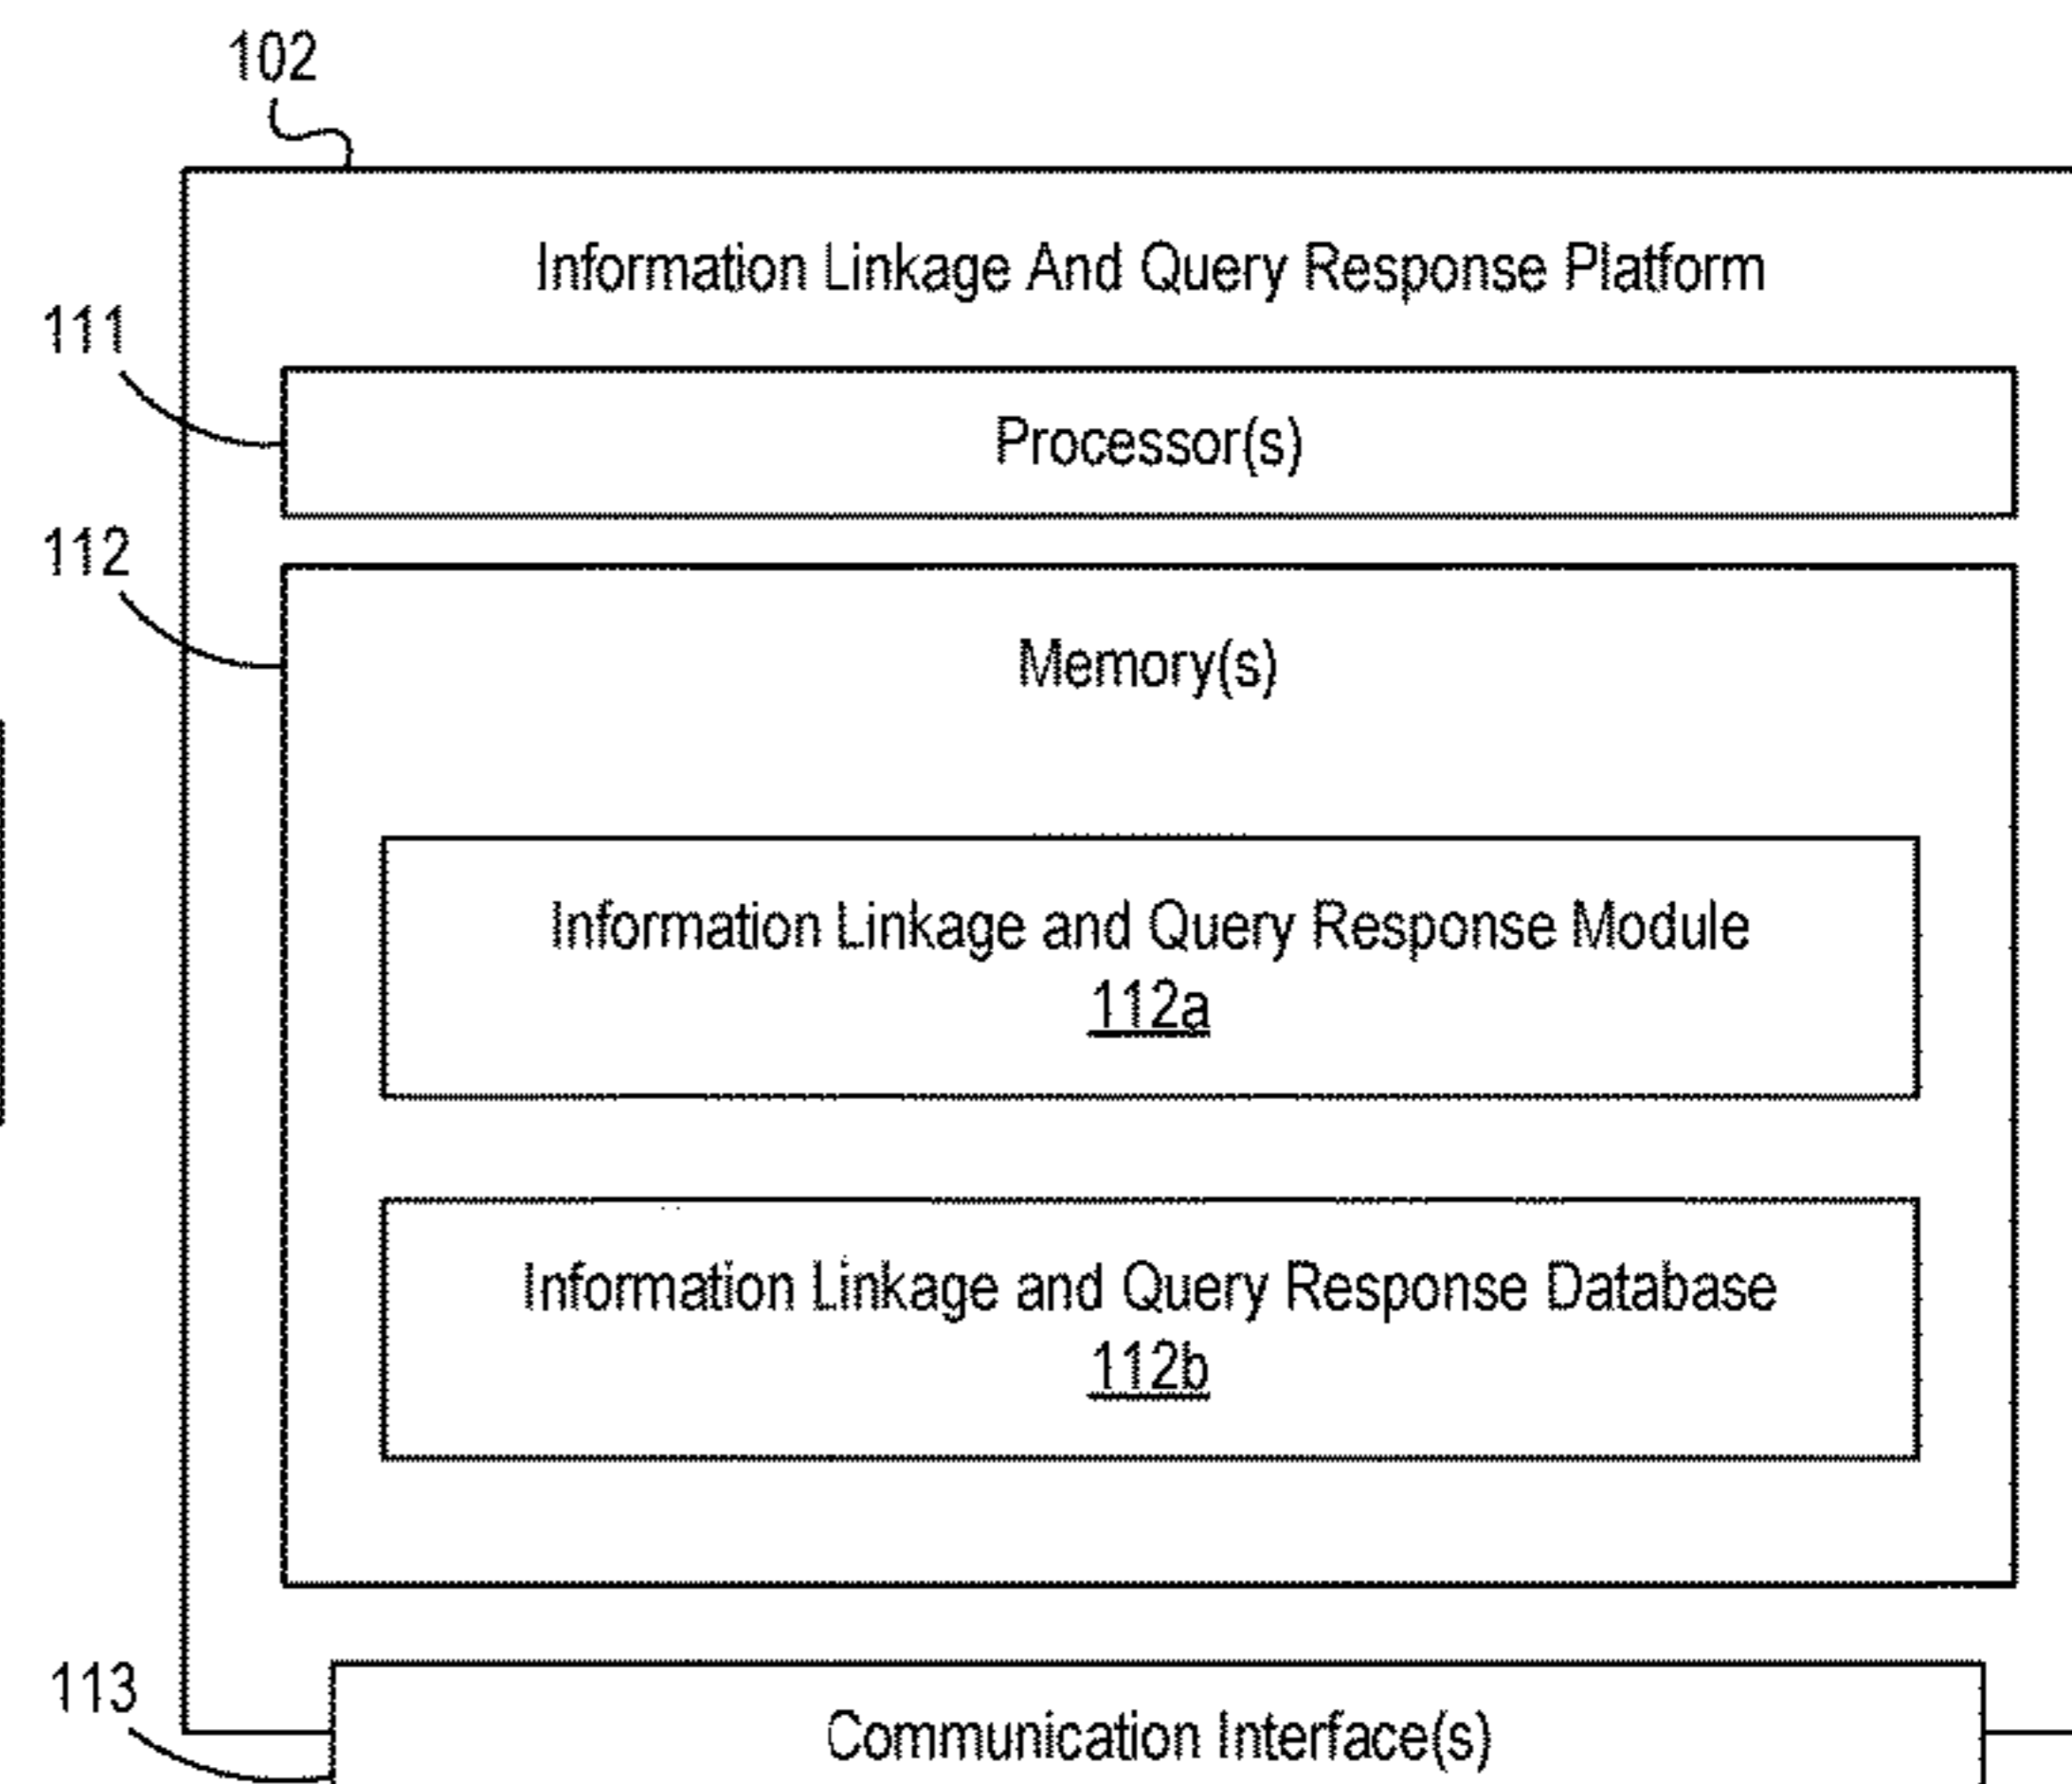 102
Information Linkage And Query Response Platform
111
Processor(s)
112
Memory(s)
Information Linkage and Query Response Module
112a
Information Linkage and Query Response Database
112b
113
Communication Interface(s)